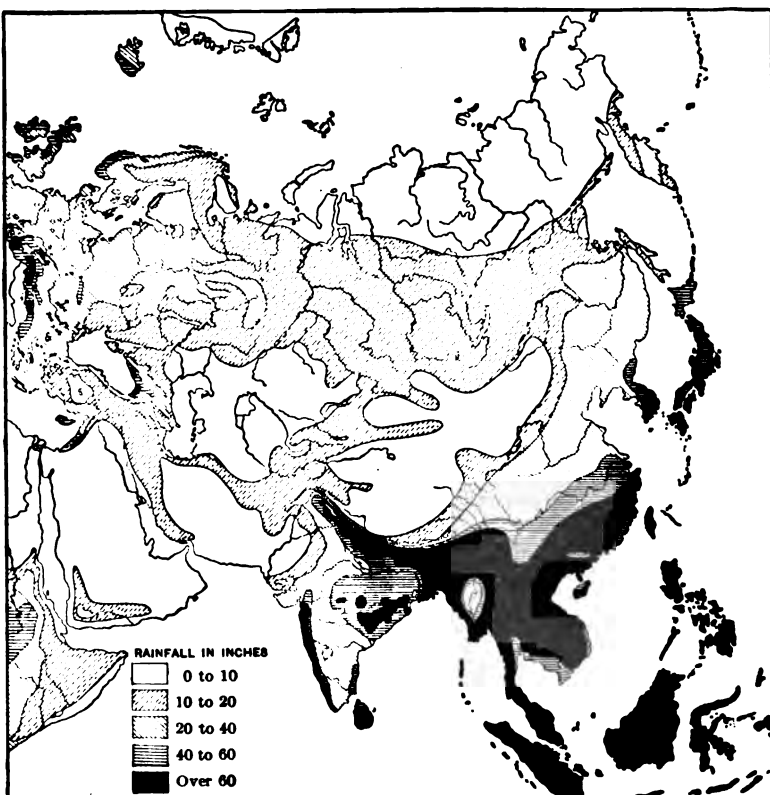 RAINFALL IN INCHES
0 to 10
10 to 20
20 to 40
40 to 60
Over 60